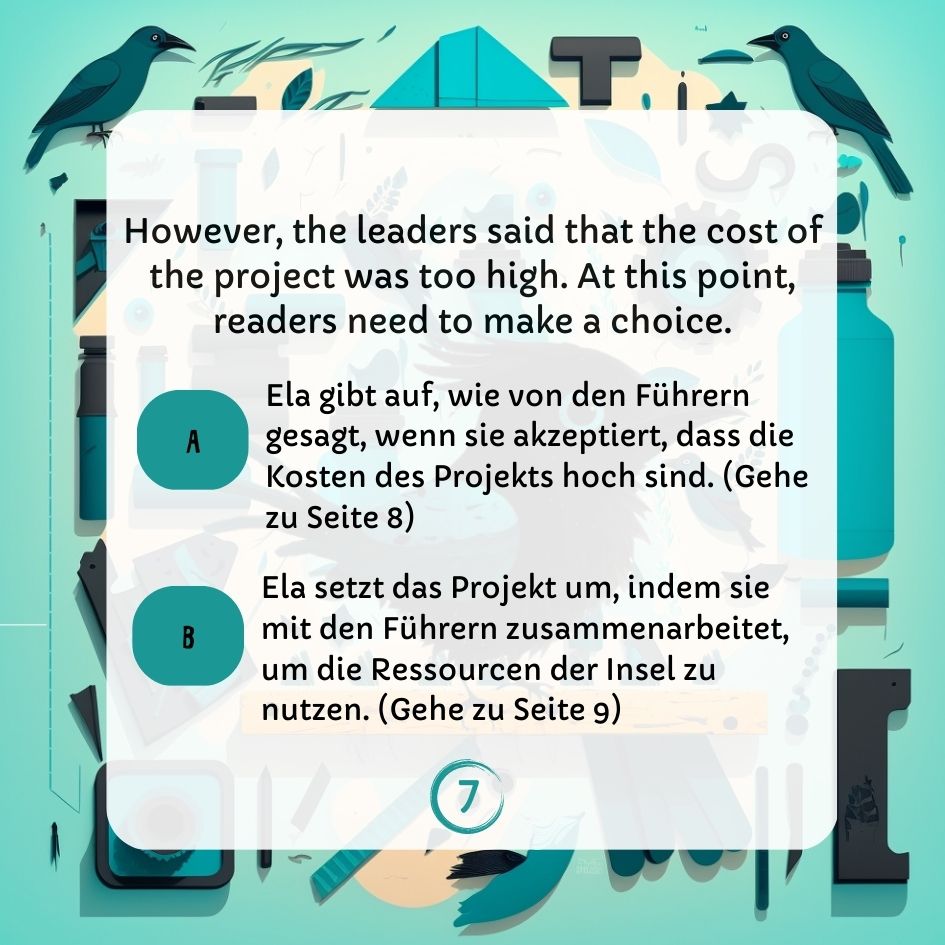 However, the leaders said that the cost of
the project was too high. At this point,
readers need to make a choice.
A
Ela gibt auf, wie von den Führern
gesagt, wenn sie akzeptiert, dass die
Kosten des Projekts hoch sind. (Gehe
zu Seite 8)
B
Ela setzt das Projekt um, indem sie
mit den Führern zusammenarbeitet,
um die Ressourcen der Insel zu
nutzen. (Gehe zu Seite 9)
7